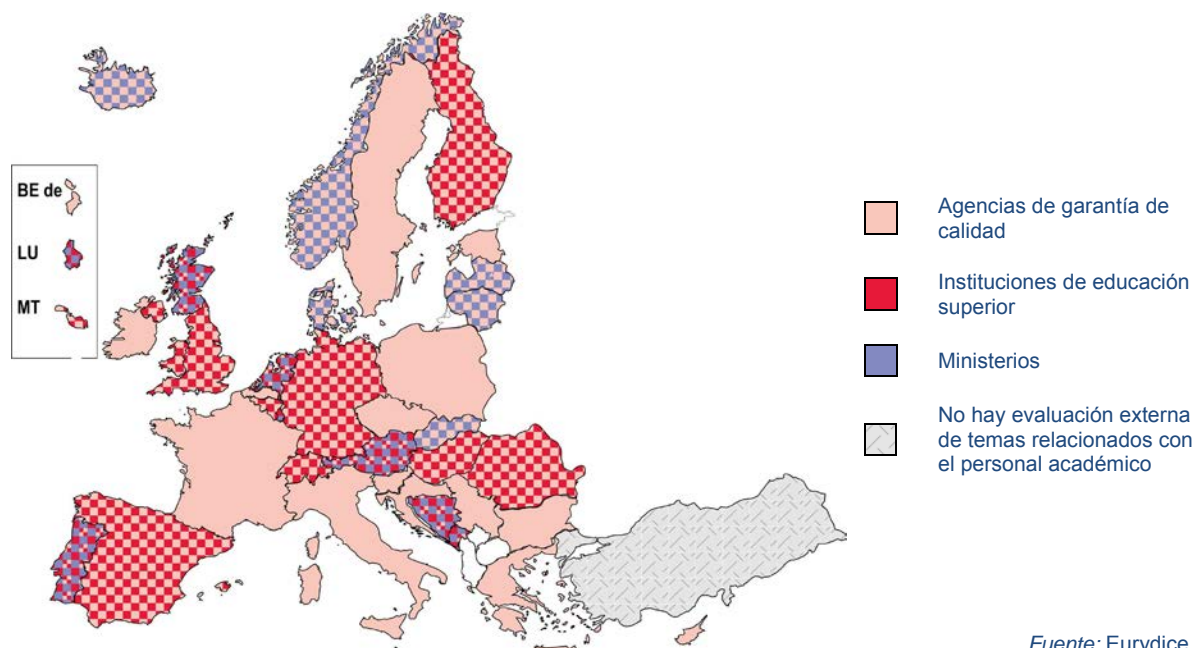 BE de
LU
MT
Agencias de garantía de
calidad
Instituciones de educación
superior
Ministerios
No hay evaluación externa
de temas relacionados con
el personal académico
Fuente: Eurydice